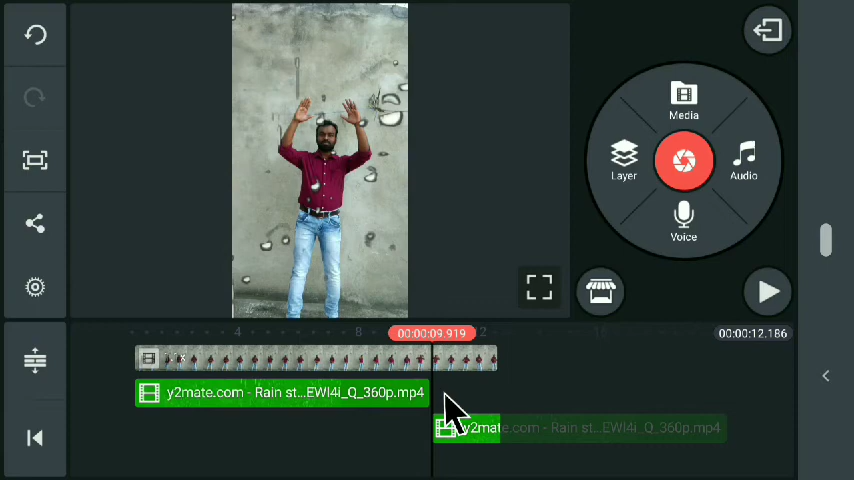 Media
Layer
Audio
Voice
4
8
00:00:09.919
12
16
00:00:12.186
y2mate.com - Rain st...EWI4i_Q_360p.mp4
y2mate.com - Rain st...EWI4i_Q_360p.mp4